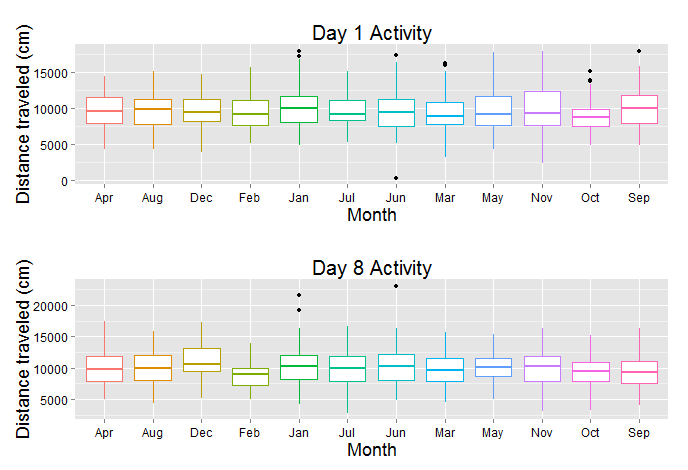 Day 1 Activity
Distance traveled (cm)
15000
10000
5000
0
Apr Aug Dec Feb Jan Jul Jun Mar May Nov Oct Sep
Month
Day 8 Activity
Distance traveled (cm)
20000
15000
10000
5000
Apr Aug Dec Feb Jan Jul Jun Mar May Nov Oct Sep
Month